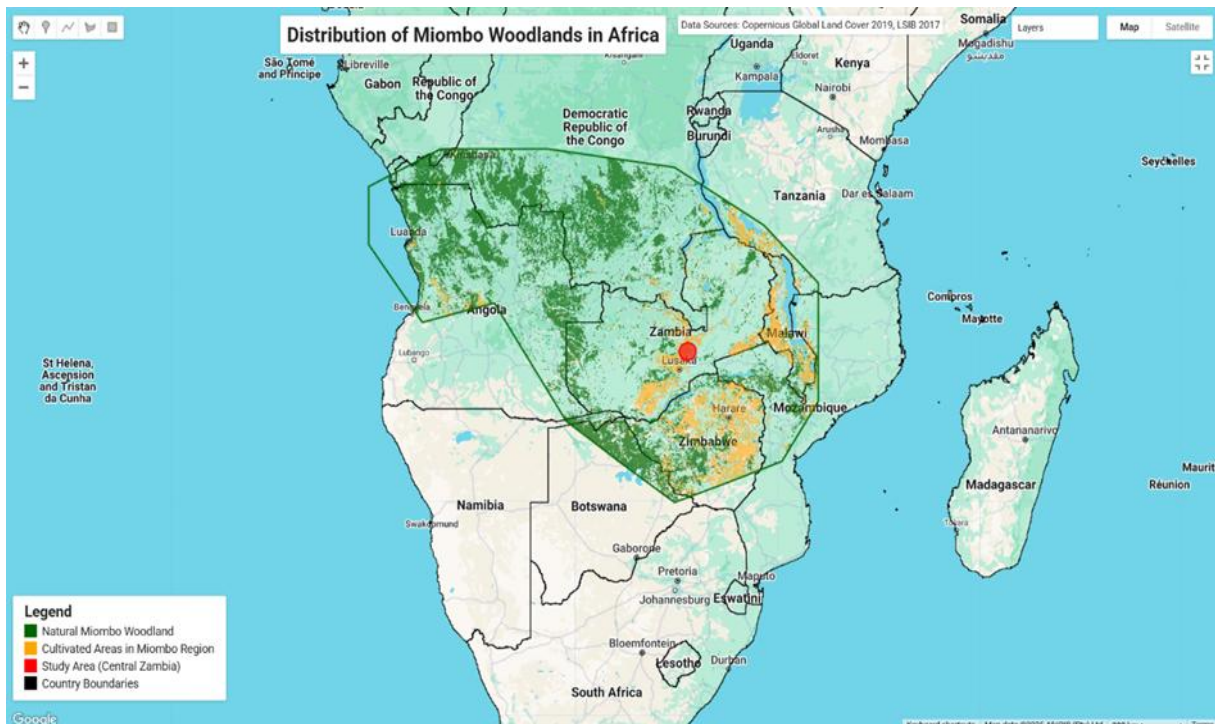 Distribution of Miombo Woodlands in Africa
Data Sources: Copernicus Global Land Cover 2019, LSIB 2017
Layers
Map
Satellite
+
−
Somalia
Mogadishu
مقديشو
São Tomé
and Príncipe
Libreville
Gabon
Republic of
the Congo
Kisangani
Uganda
Kampala
Eldoret
Kenya
Nairobi
Democratic
Republic of
the Congo
Rwanda
Burundi
Arusha
Mombasa
Kinshasa
Seychelles
Tanzania
Dar es Salaam
Luanda
Benguela
Angola
Comoros
Mayotte
Zambia
Malawi
Lusaka
Lubango
St Helena,
Ascension
and Tristan
da Cunha
Harare
Mozambique
Zimbabwe
Antananarivo
Madagascar
Maurit
Réunion
Namibia
Botswana
Swakopmund
Toliara
Gaborone
Pretoria
Maputo
Johannesburg
Eswatini
Bloemfontein
Lesotho
Durban
South Africa
Legend
Natural Miombo Woodland
Cultivated Areas in Miombo Region
Study Area (Central Zambia)
Country Boundaries
Google